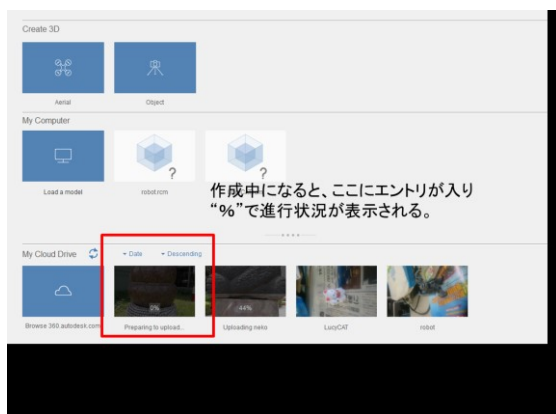 Create 3D
Aerial
Object
My Computer
?
?
Load a model
robot.rcm
作成中になると、ここにエントリが入り
“%”で進行状況が表示される。
My Cloud Drive
Date
Descending
0%
44%
Browse 360.autodesk.com
Preparing to upload...
Uploading neko
LucyCAT
robot